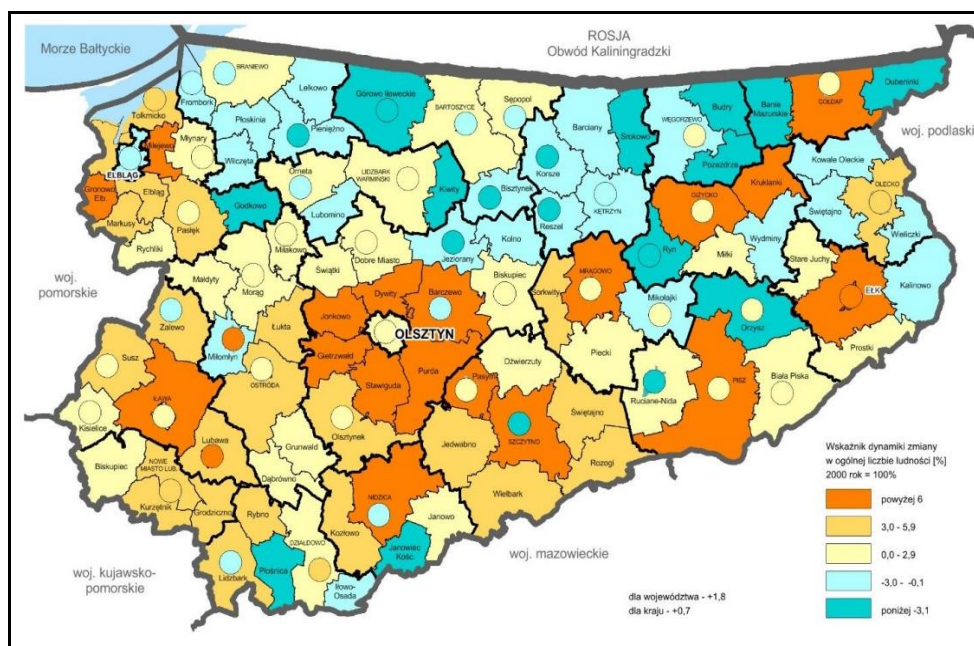 Morze Bałtyckie
ROSJA
Obwód Kaliningradzki
woj. podlaski
woj. pomorskie
woj. kujawsko-
pomorskie
woj. mazowieckie
BRANIEWO
Frombork
Lelkowo
Płoskinia
Pieniężno
Wilczęta
Górowo Iławeckie
BARTOSZYCE
Sępopol
Bisztynek
Barciany
Srokowo
Korsze
Reszel
KĘTRZYN
WĘGORZEWO
Budry
Pozezdrze
Banie
Mazurskie
GOŁDAP
Dubeninki
Kowale Oleckie
OLECKO
Świętajno
Wieliczki
Tolkmicko
Milejewo
Młynary
ELBLĄG
Gronowo
Elb.
Elbląg
Markusy
Pasłęk
Rychliki
Godkowo
Orneta
LIDZBARK
WARMIŃSKI
Kiwity
Lubomino
GIŻYCKO
Kruklanki
Ryn
Miłki
Wydminy
Stare Juchy
EŁK
Kalinowo
Prostki
Miłakowo
Małdyty
Morąg
Świątki
Dobre Miasto
Jeziorany
Kolno
Biskupiec
Dywity
Barczewo
Jonkowo
OLSZTYN
Gietrzwałd
Stawiguda
Purda
Olsztynek
Sorkwity
MRĄGOWO
Mikołajki
Piecki
Orzysz
Ruciane-Nida
PISZ
Biała Piska
Zalewo
Miłomłyn
Łukta
OSTRÓDA
Grunwald
Dąbrówno
Susz
IŁAWA
Kisielice
Lubawa
Biskupiec
NOWE
MIASTO LUB.
Kurzętnik
Grodziczno
Pasym
Dźwierzuty
SZCZYTNO
Jedwabno
Świętajno
Rozogi
Wielbark
Rybno
Lidzbark
Płośnica
DZIAŁDOWO
Iłowo-
Osada
Kozłowo
NIDZICA
Janowo
Janowiec
Kośc.
Wskaźnik dynamiki zmiany
w ogólnej liczbie ludności [%]
2000 rok = 100%
powyżej 6
3,0 - 5,9
0,0 - 2,9
-3,0 - -0,1
poniżej -3,1
dla województwa - +1,8
dla kraju - +0,7